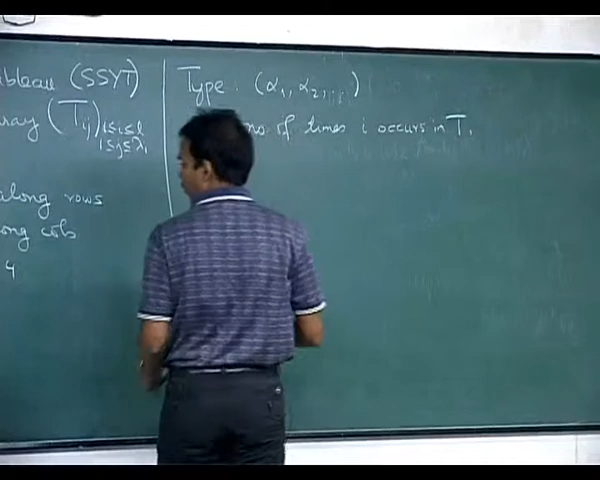 ableau (SSYT)
ray (Tij) 1≤i≤l
1≤j≤λi
along rows
ng cols
4
Type : (α1, α2, ...)
no. of times i occurs in T.